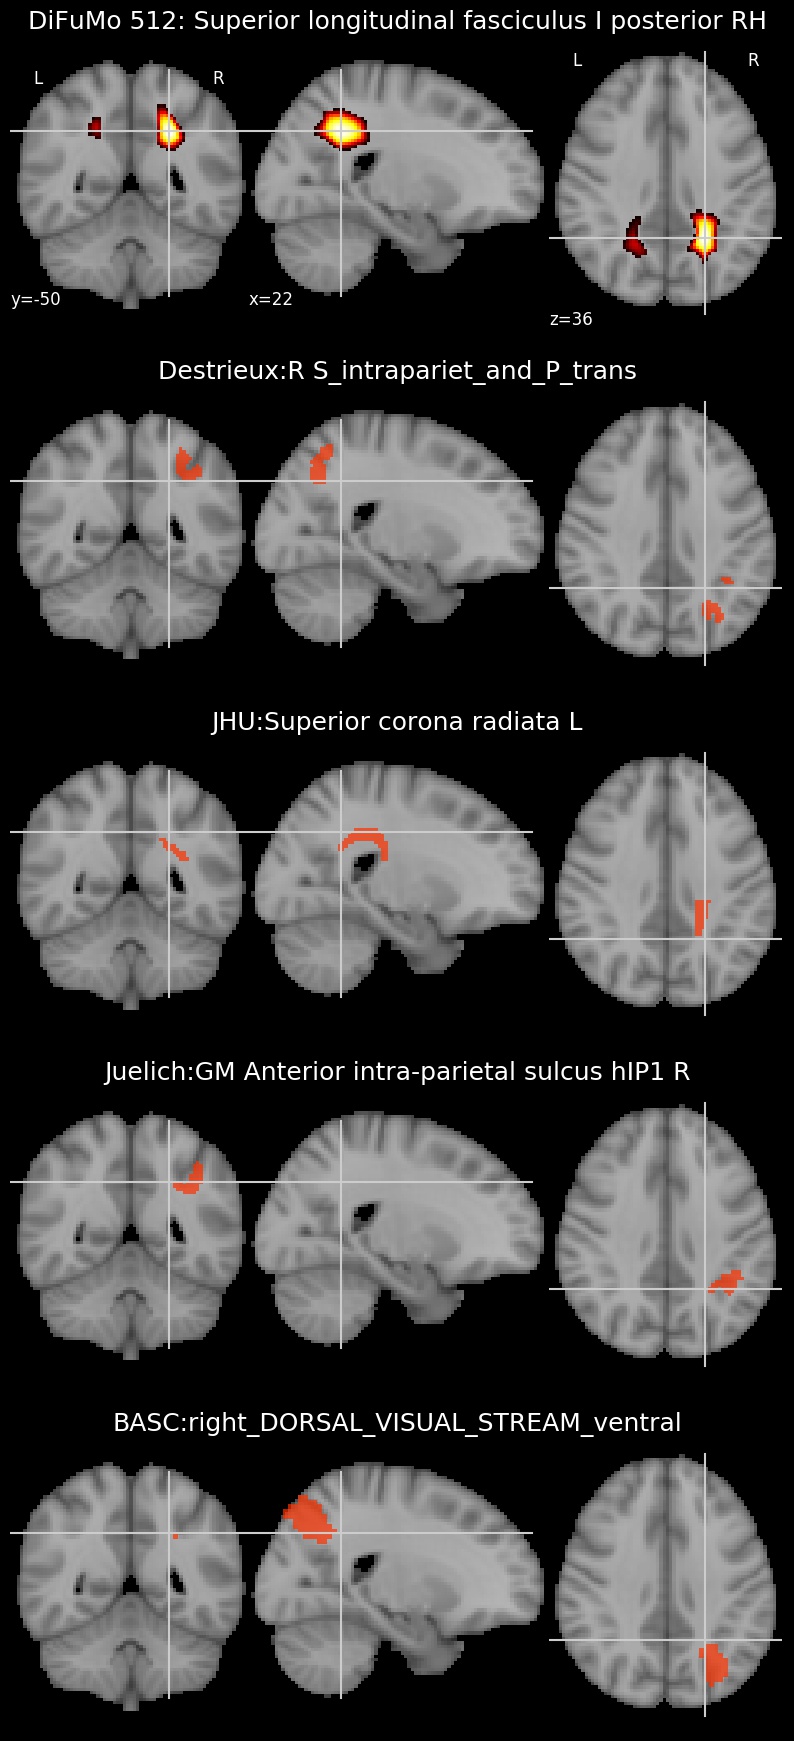 DiFuMo 512: Superior longitudinal fasciculus I posterior RH
L R L R
y=-50 x=22 z=36
Destrieux:R S_intrapariet_and_P_trans
JHU:Superior corona radiata L
Juelich:GM Anterior intra-parietal sulcus hIP1 R
BASC:right_DORSAL_VISUAL_STREAM_ventral